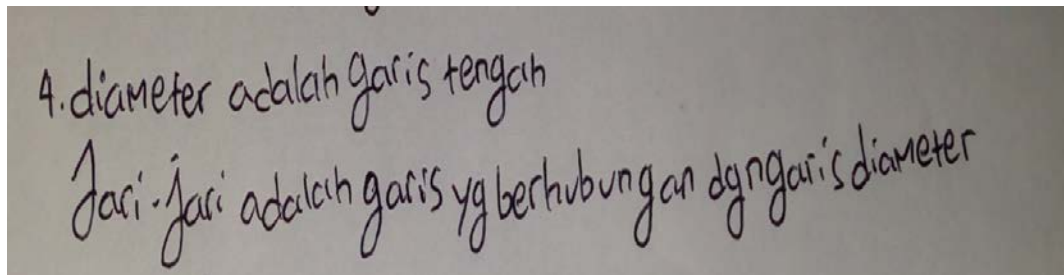 4. diameter adalah garis tengah
Jari-jari adalah garis yg berhubungan dgn garis diameter